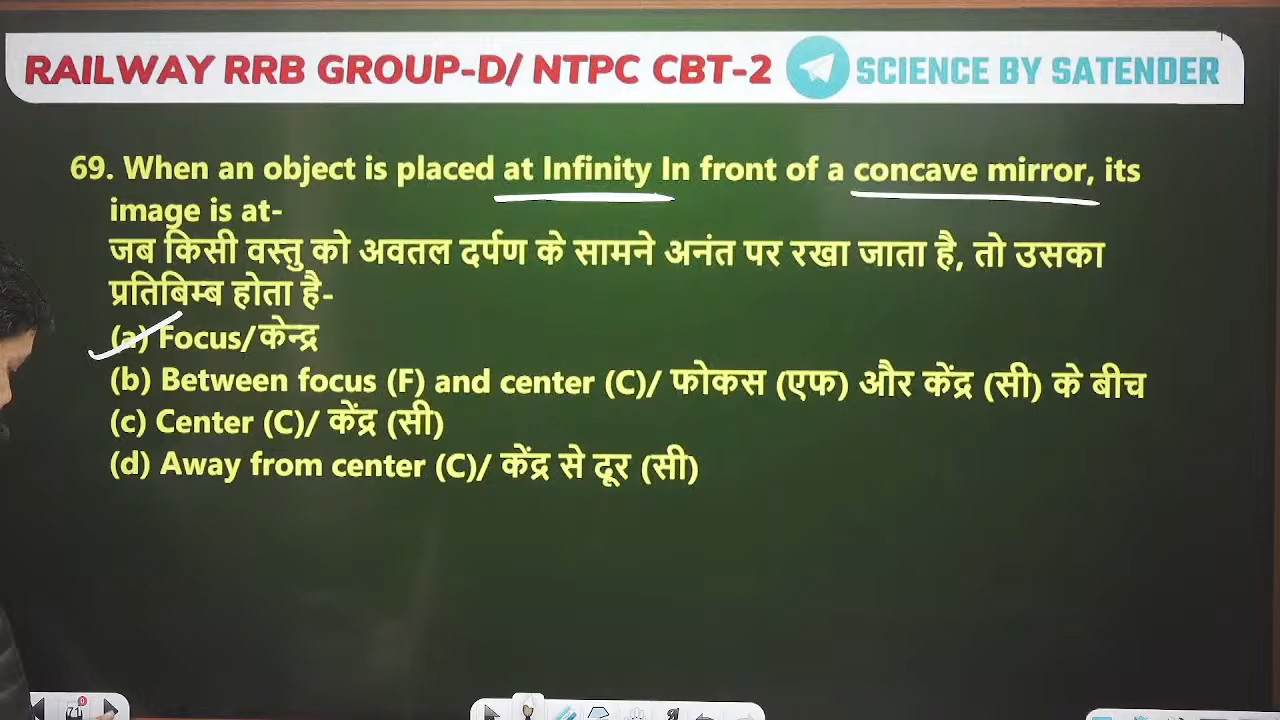 RAILWAY RRB GROUP-D/ NTPC CBT-2 SCIENCE BY SATENDER
69. When an object is placed at Infinity In front of a concave mirror, its
image is at-
जब किसी वस्तु को अवतल दर्पण के सामने अनंत पर रखा जाता है, तो उसका
प्रतिबिम्ब होता है-
(a) Focus/केन्द्र
(b) Between focus (F) and center (C)/ फोकस (एफ) और केंद्र (सी) के बीच
(c) Center (C)/ केंद्र (सी)
(d) Away from center (C)/ केंद्र से दूर (सी)
71